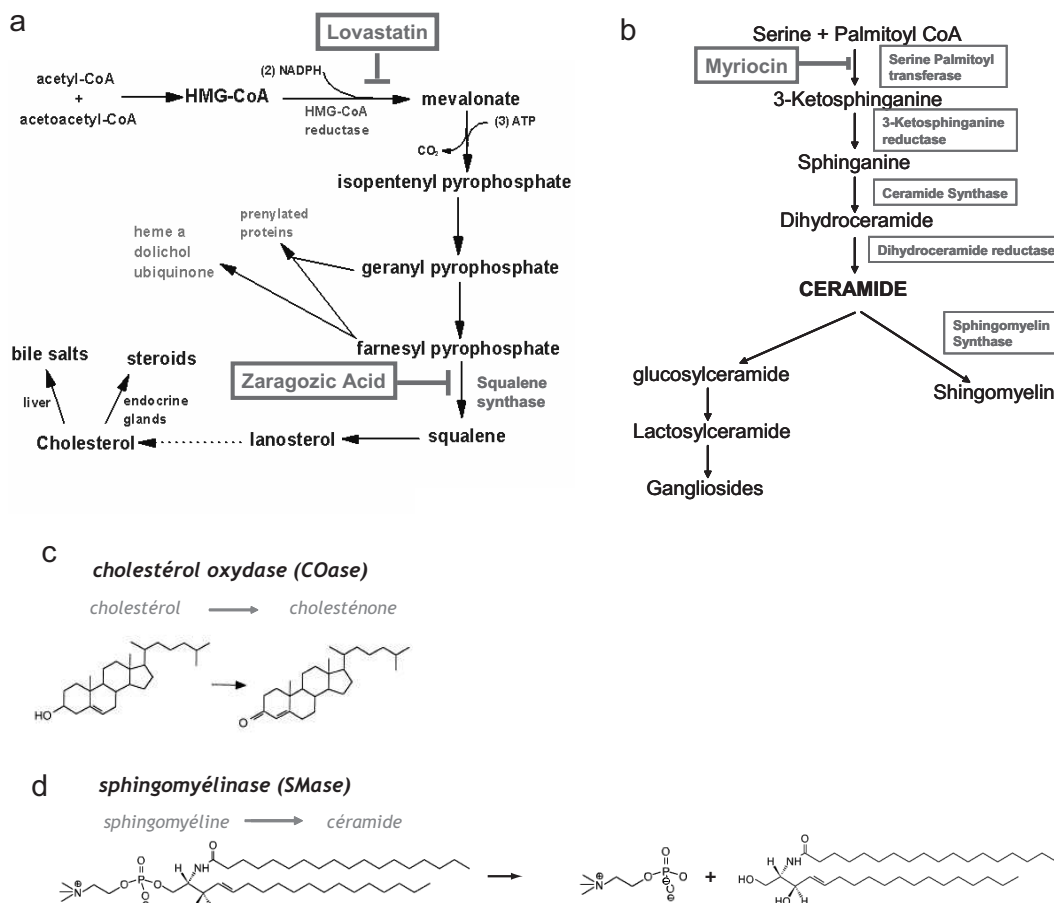 a
Lovastatin
acetyl-CoA
+
acetoacetyl-CoA
HMG-CoA
(2) NADPH
HMG-CoA
reductase
mevalonate
(3) ATP
CO₂
isopentenyl pyrophosphate
prenylated
proteins
heme a
dolichol
ubiquinone
geranyl pyrophosphate
farnesyl pyrophosphate
bile salts
steroids
Zaragozic Acid
Squalene
synthase
liver
endocrine
glands
Cholesterol
lanosterol
squalene
b
Serine + Palmitoyl CoA
Myriocin
Serine Palmitoyl
transferase
3-Ketosphinganine
3-Ketosphinganine
reductase
Sphinganine
Ceramide Synthase
Dihydroceramide
Dihydroceramide reductase
CERAMIDE
Sphingomyelin
Synthase
glucosylceramide
Shingomyelin
Lactosylceramide
Gangliosides
c
cholestérol oxydase (COase)
cholestérol
cholesténone
HO
O
d
sphingomyélinase (SMase)
sphingomyéline
céramide
O
H
NH
O
P
O
O
N
⊕
O
O
P
O
O
O
N
⊕
⊖
⊖
+
O
H
NH
HO
HO
H